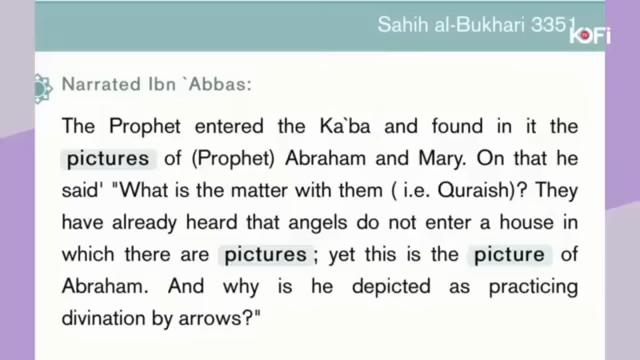 Sahih al-Bukhari 3351
KOFi
Narrated Ibn `Abbas:
The Prophet entered the Ka`ba and found in it the
pictures of (Prophet) Abraham and Mary. On that he
said' "What is the matter with them ( i.e. Quraish)? They
have already heard that angels do not enter a house in
which there are pictures; yet this is the picture of
Abraham. And why is he depicted as practicing
divination by arrows?"